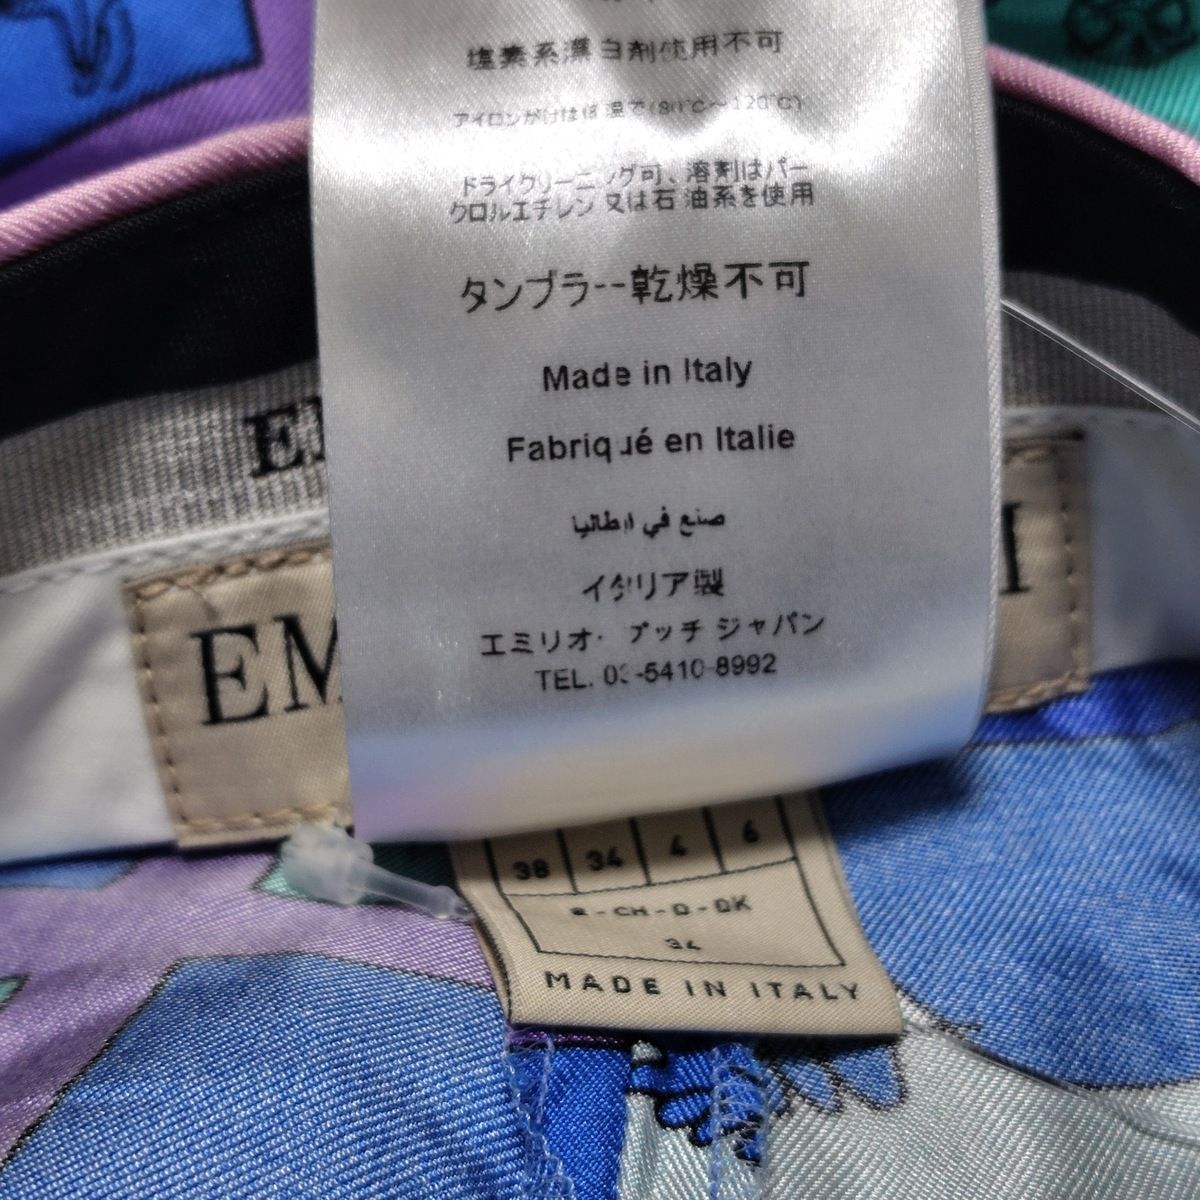 塩素系漂白剤使用不可
アイロンがけは低温で(80℃〜120℃)
ドライクリーニング可、溶剤はパー
クロルエチレン又は石油系を使用
タンブラー乾燥不可
Made in Italy
Fabriqué en Italie
صنع في إيطاليا
イタリア製
エミリオ・プッチ ジャパン
TEL. 03-5410-8992
38 34 4 6
CH - D - DK
34
MADE IN ITALY